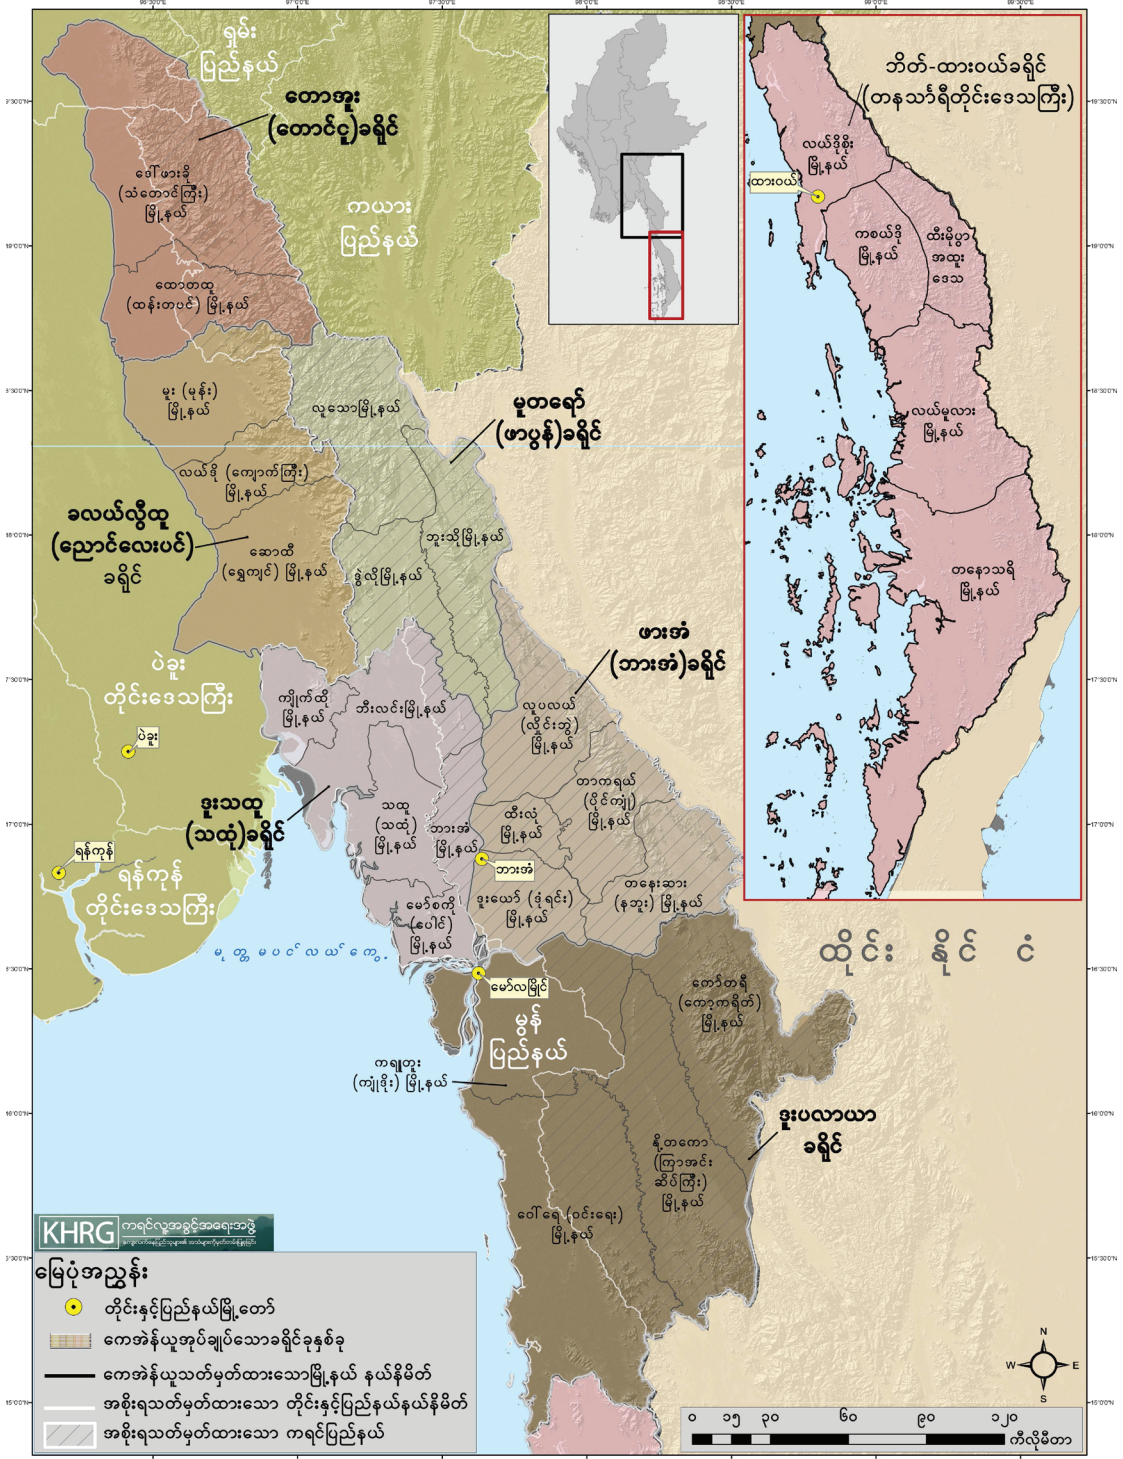 ရှမ်း
ပြည်နယ်
တောအူး
(တောင်ငူ)ခရိုင်
ဒေါဖားခို
(သံတောင်ကြီး)
မြို့နယ်
ကယား
ပြည်နယ်
ထောတထူ
(ထန်းတပင်) မြို့နယ်
မူး (မုန်း)
မြို့နယ်
လူသောမြို့နယ်
မူတရော်
(ဖာပွန်)ခရိုင်
လယ်ဒို (ကျောက်ကြီး)
မြို့နယ်
ခလယ်လွီထူ
(ညောင်လေးပင်)
ခရိုင်
ဆောထီ
(ရွှေကျင်) မြို့နယ်
ဘူးသိုမြို့နယ်
ဒွဲလိုမြို့နယ်
ဖားအံ
(ဘားအံ)ခရိုင်
ပဲခူး
တိုင်းဒေသကြီး
ပဲခူး
ကျိုက်ထို
မြို့နယ်
ဘီးလင်းမြို့နယ်
လူပလယ်
(လှိုင်းဘွဲ)
မြို့နယ်
တာကရယ်
(ပိုင်ကျုံ)
မြို့နယ်
ဒူးသထူ
(သထုံ)ခရိုင်
သထူ
(သထုံ)
မြို့နယ်
ဘားအံ
မြို့နယ်
ထီးလုံ
မြို့နယ်
ဘားအံ
ရန်ကုန်
ရန်ကုန်
တိုင်းဒေသကြီး
ဒူးယော် (ဒုံရင်း)
မြို့နယ်
တနေးဆား
(နဘူး) မြို့နယ်
မော်စကို
(ပေါင်)
မြို့နယ်
မုတ္တမပင်လယ်ကွေ့
မော်လမြိုင်
မွန်
ပြည်နယ်
ကော်တရီ
(ကော့ကရိတ်)
မြို့နယ်
ထိုင်းနိုင်ငံ
ကရူတူး
(ကျုံဒိုး) မြို့နယ်
ဒူးပလာယာ
ခရိုင်
နို့တကော
(ကြာအင်း
ဆိပ်ကြီး)
မြို့နယ်
ဝေါရေ (ဝင်းရေး)
မြို့နယ်
ဘိတ်-ထားဝယ်ခရိုင်
(တနင်္သာရီတိုင်းဒေသကြီး)
လယ်ဒိုစိုး
မြို့နယ်
ထားဝယ်
ကစယ်ဒို
မြို့နယ်
ထီးမိုပွာ
အထူး
ဒေသ
လယ်မူလား
မြို့နယ်
တနောသရိ
မြို့နယ်
KHRG ကရင်လူ့အခွင့်အရေးအဖွဲ့
မြေပုံအညွှန်း
တိုင်းနှင့်ပြည်နယ်မြို့တော်
ကေအဲန်ယူအုပ်ချုပ်သောခရိုင်ခုနှစ်ခု
ကေအဲန်ယူသတ်မှတ်ထားသောမြို့နယ် နယ်နိမိတ်
အစိုးရသတ်မှတ်ထားသော တိုင်းနှင့်ပြည်နယ်နယ်နိမိတ်
အစိုးရသတ်မှတ်ထားသော ကရင်ပြည်နယ်
N
W E
S
၀ ၁၅ ၃၀ ၆၀ ၉၀ ၁၂၀
ကီလိုမီတာ